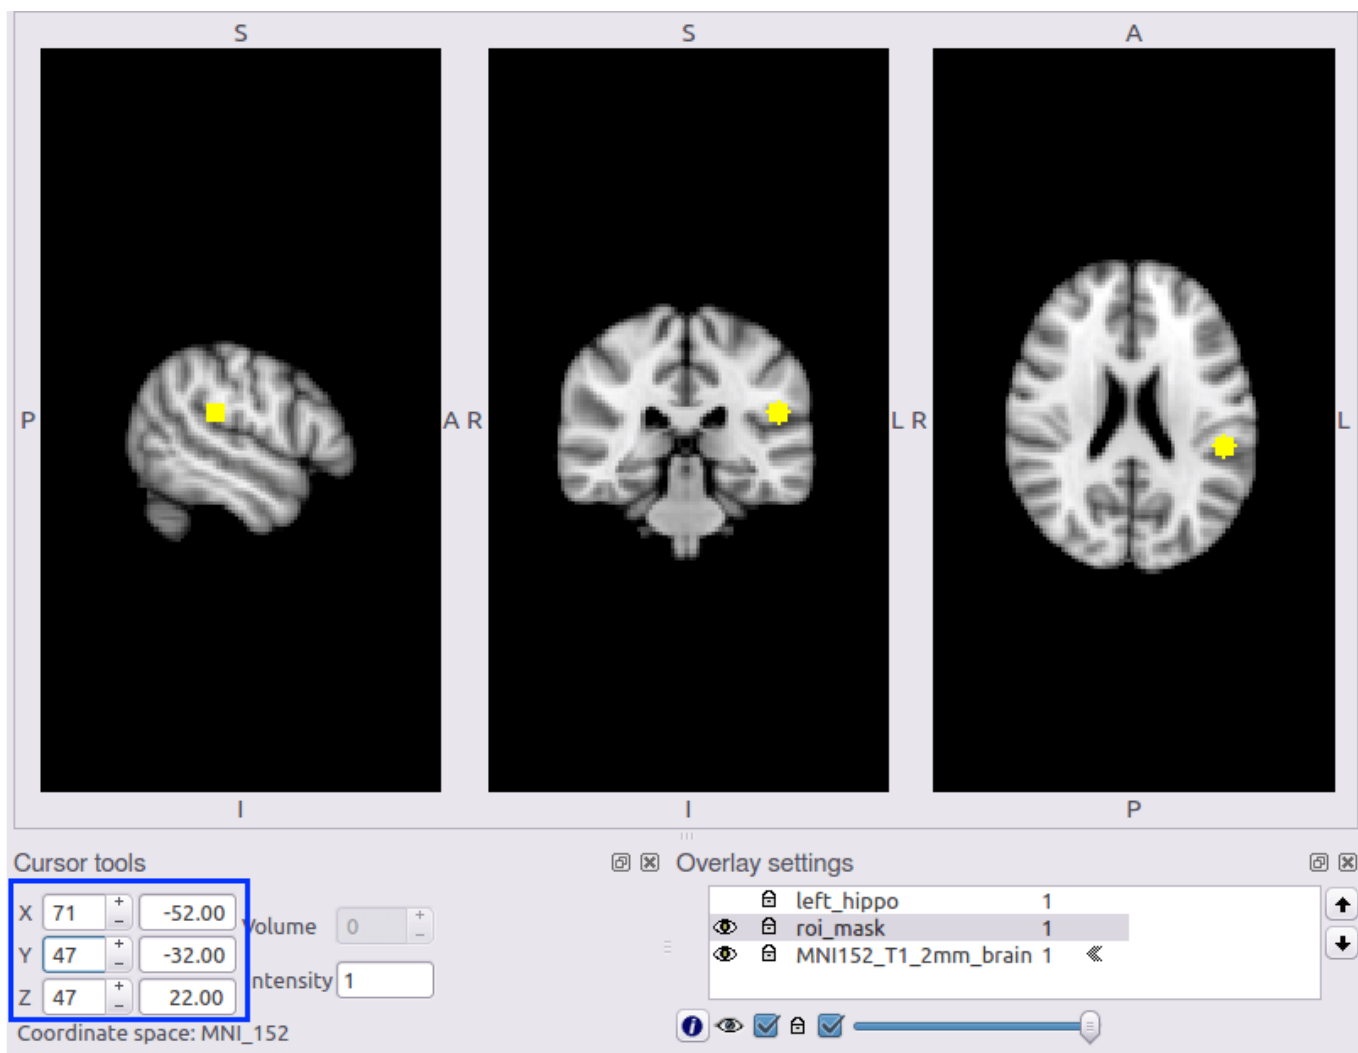 S S A
P A R L R L
I I P
Cursor tools
X 71 + − -52.00
Y 47 + − -32.00
Z 47 + − 22.00
Volume 0 + −
Intensity 1
Coordinate space: MNI_152
Overlay settings
left_hippo 1
roi_mask 1
MNI152_T1_2mm_brain 1
i